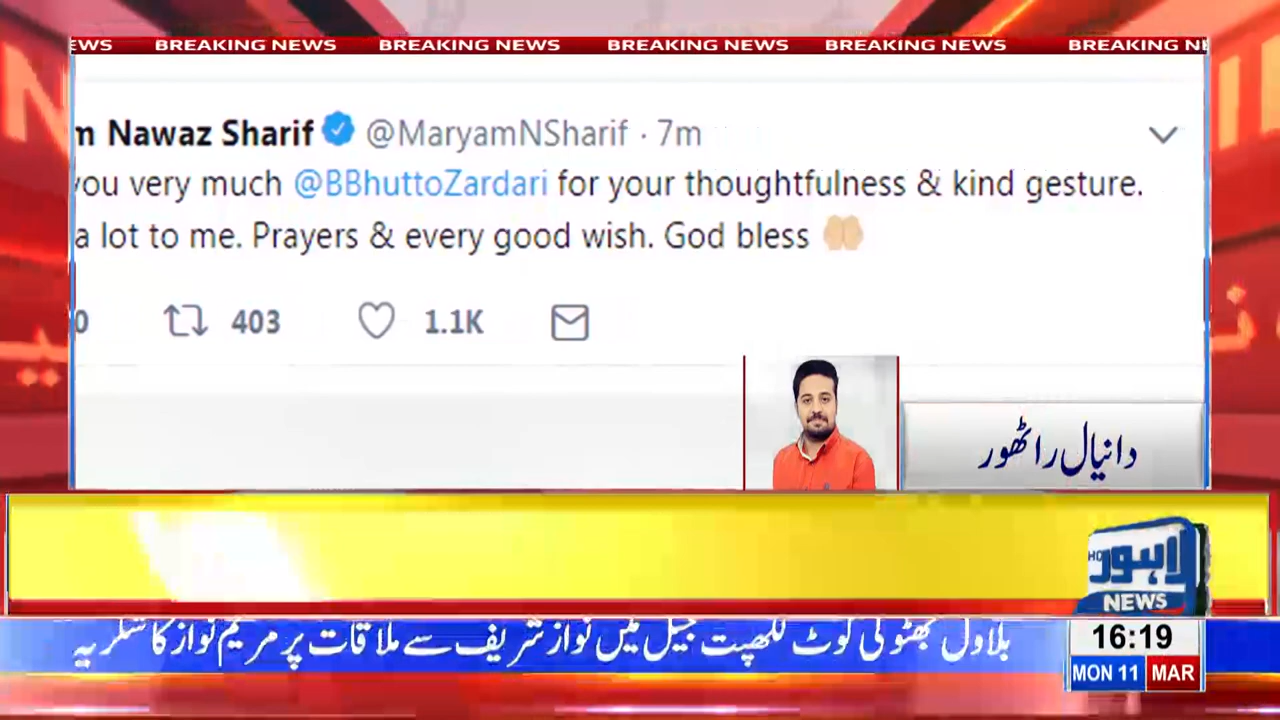 BREAKING NEWS BREAKING NEWS BREAKING NEWS BREAKING NEWS
Nawaz Sharif @MaryamNSharif · 7m
you very much @BBhuttoZardari for your thoughtfulness & kind gesture.
a lot to me. Prayers & every good wish. God bless 🤲🏼
403 1.1K
دانیال راٹھور
لاہور
HD
NEWS
بلاول بھٹو کی کوٹ لکھپت جیل میں نواز شریف سے ملاقات پر مریم نواز کا شکریہ
16:19
MON 11 MAR